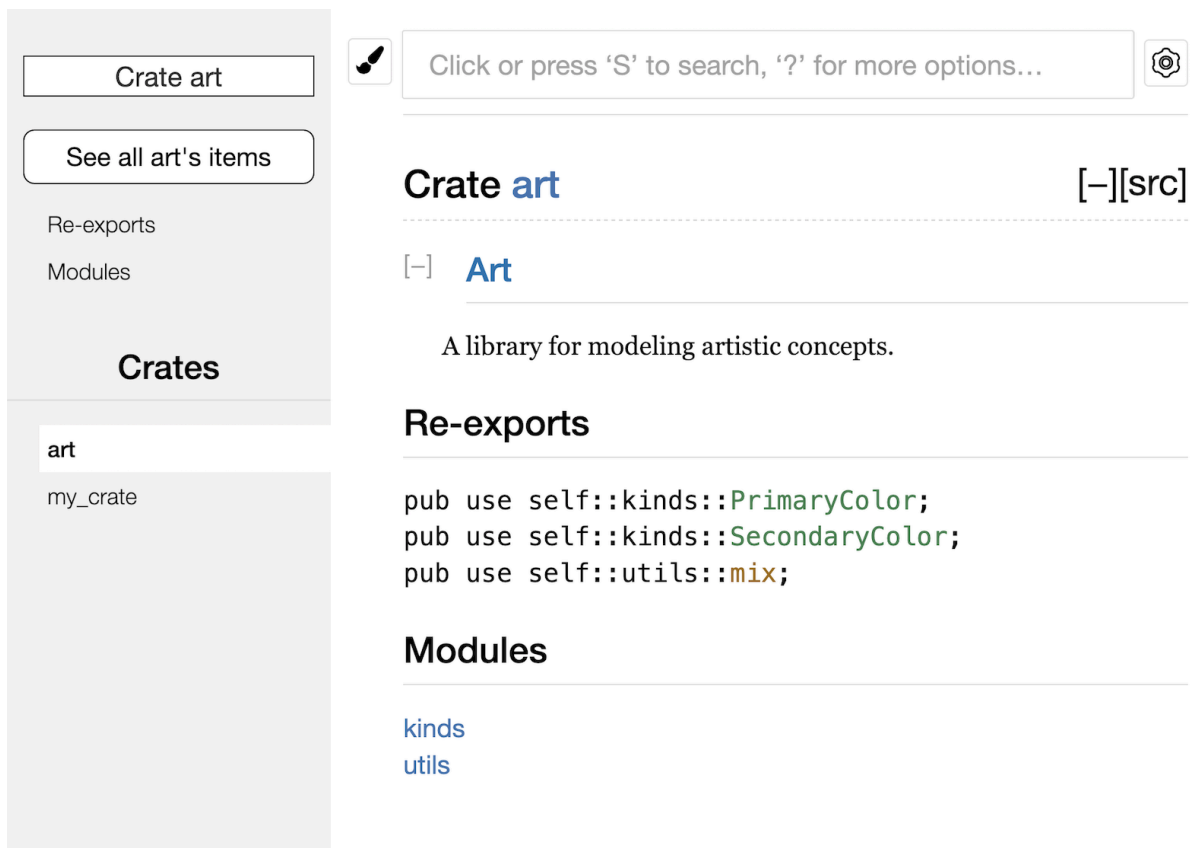 Crate art
See all art's items
Re-exports
Modules
Crates
art
my_crate
Click or press ‘S’ to search, ‘?’ for more options…
Crate art [−][src]
[−] Art
A library for modeling artistic concepts.
Re-exports
pub use self::kinds::PrimaryColor;
pub use self::kinds::SecondaryColor;
pub use self::utils::mix;
Modules
kinds
utils